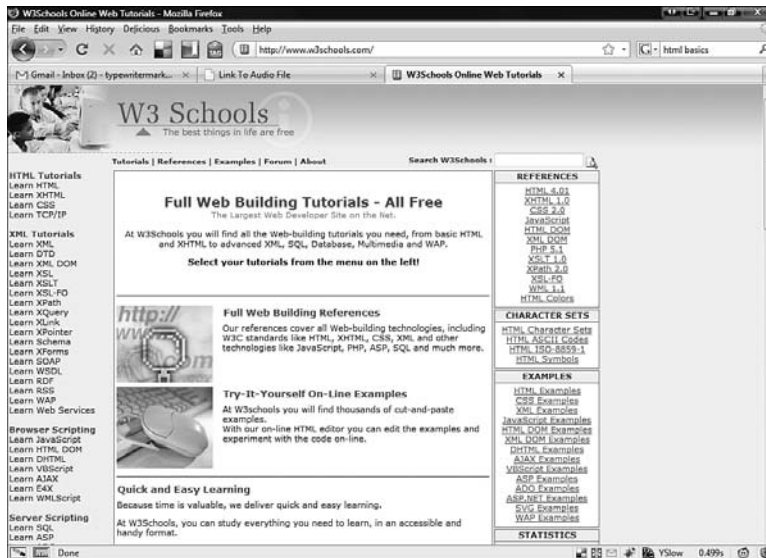 W3Schools Online Web Tutorials - Mozilla Firefox
File Edit View History Delicious Bookmarks Tools Help
http://www.w3schools.com/
html basics
Gmail - Inbox (2) - typewritermark...
Link To Audio File
W3Schools Online Web Tutorials
W3 Schools
The best things in life are free
Tutorials | References | Examples | Forum | About
Search W3Schools :
HTML Tutorials
Learn HTML
Learn XHTML
Learn CSS
Learn TCP/IP
XML Tutorials
Learn XML
Learn DTD
Learn XML DOM
Learn XSL
Learn XSLT
Learn XSL-FO
Learn XPath
Learn XQuery
Learn XLink
Learn XPointer
Learn Schema
Learn XForms
Learn SOAP
Learn WSDL
Learn RDF
Learn RSS
Learn WAP
Learn Web Services
Browser Scripting
Learn JavaScript
Learn HTML DOM
Learn DHTML
Learn VBScript
Learn AJAX
Learn E4X
Learn WMLScript
Server Scripting
Learn SQL
Learn ASP
Full Web Building Tutorials - All Free
The Largest Web Developer Site on the Net.
At W3Schools you will find all the Web-building tutorials you need, from basic HTML
and XHTML to advanced XML, SQL, Database, Multimedia and WAP.
Select your tutorials from the menu on the left!
http://
www.
.com
Full Web Building References
Our references cover all Web-building technologies, including
W3C standards like HTML, XHTML, CSS, XML and other
technologies like JavaScript, PHP, ASP, SQL and much more.
Try-It-Yourself On-Line Examples
At W3schools you will find thousands of cut-and-paste
examples.
With our on-line HTML editor you can edit the examples and
experiment with the code on-line.
Quick and Easy Learning
Because time is valuable, we deliver quick and easy learning.
At W3Schools, you can study everything you need to learn, in an accessible and
handy format.
REFERENCES
HTML 4.01
XHTML 1.0
CSS 2.0
JavaScript
HTML DOM
XML DOM
PHP 5.1
XSLT 1.0
XPath 2.0
XSL-FO
WML 1.1
HTML Colors
CHARACTER SETS
HTML Character Sets
HTML ASCII Codes
HTML ISO-8859-1
HTML Symbols
EXAMPLES
HTML Examples
CSS Examples
XML Examples
JavaScript Examples
HTML DOM Examples
XML DOM Examples
DHTML Examples
AJAX Examples
VBScript Examples
ASP Examples
ADO Examples
ASP.NET Examples
SVG Examples
WAP Examples
STATISTICS
Done
YSlow
0.499s